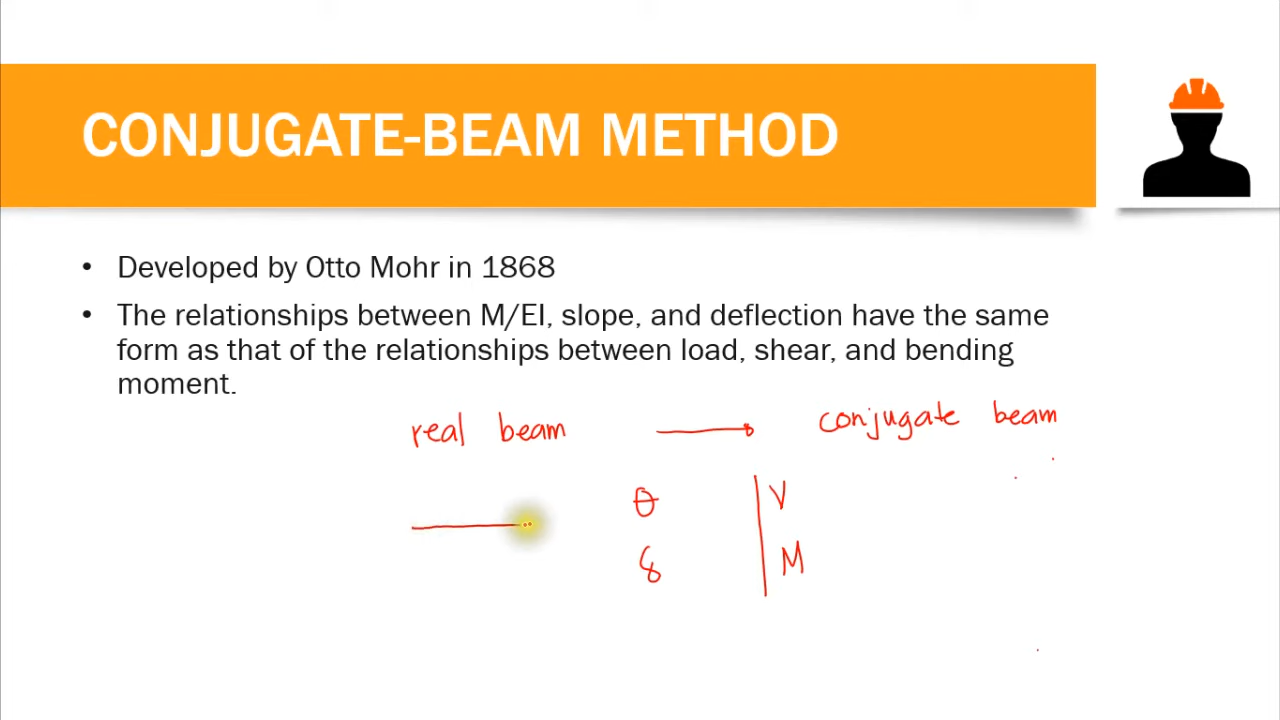 CONJUGATE-BEAM METHOD
• Developed by Otto Mohr in 1868
• The relationships between M/EI, slope, and deflection have the same
form as that of the relationships between load, shear, and bending
moment.
real beam → conjugate beam
θ | V
δ | M